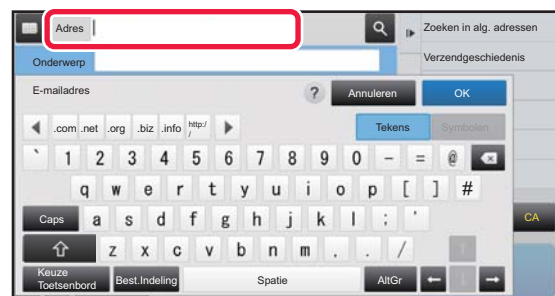 Adres
Zoeken in alg. adressen
Onderwerp
Verzendgeschiedenis
E-mailadres
?
Annuleren
OK
.com .net .org .biz .info http://
Tekens
Symbolen
` 1 2 3 4 5 6 7 8 9 0 - = @
q w e r t y u i o p [ ] #
Caps a s d f g h j k l ; '
CA
z x c v b n m , . /
Keuze Toetsenbord
Best.Indeling
Spatie
AltGr